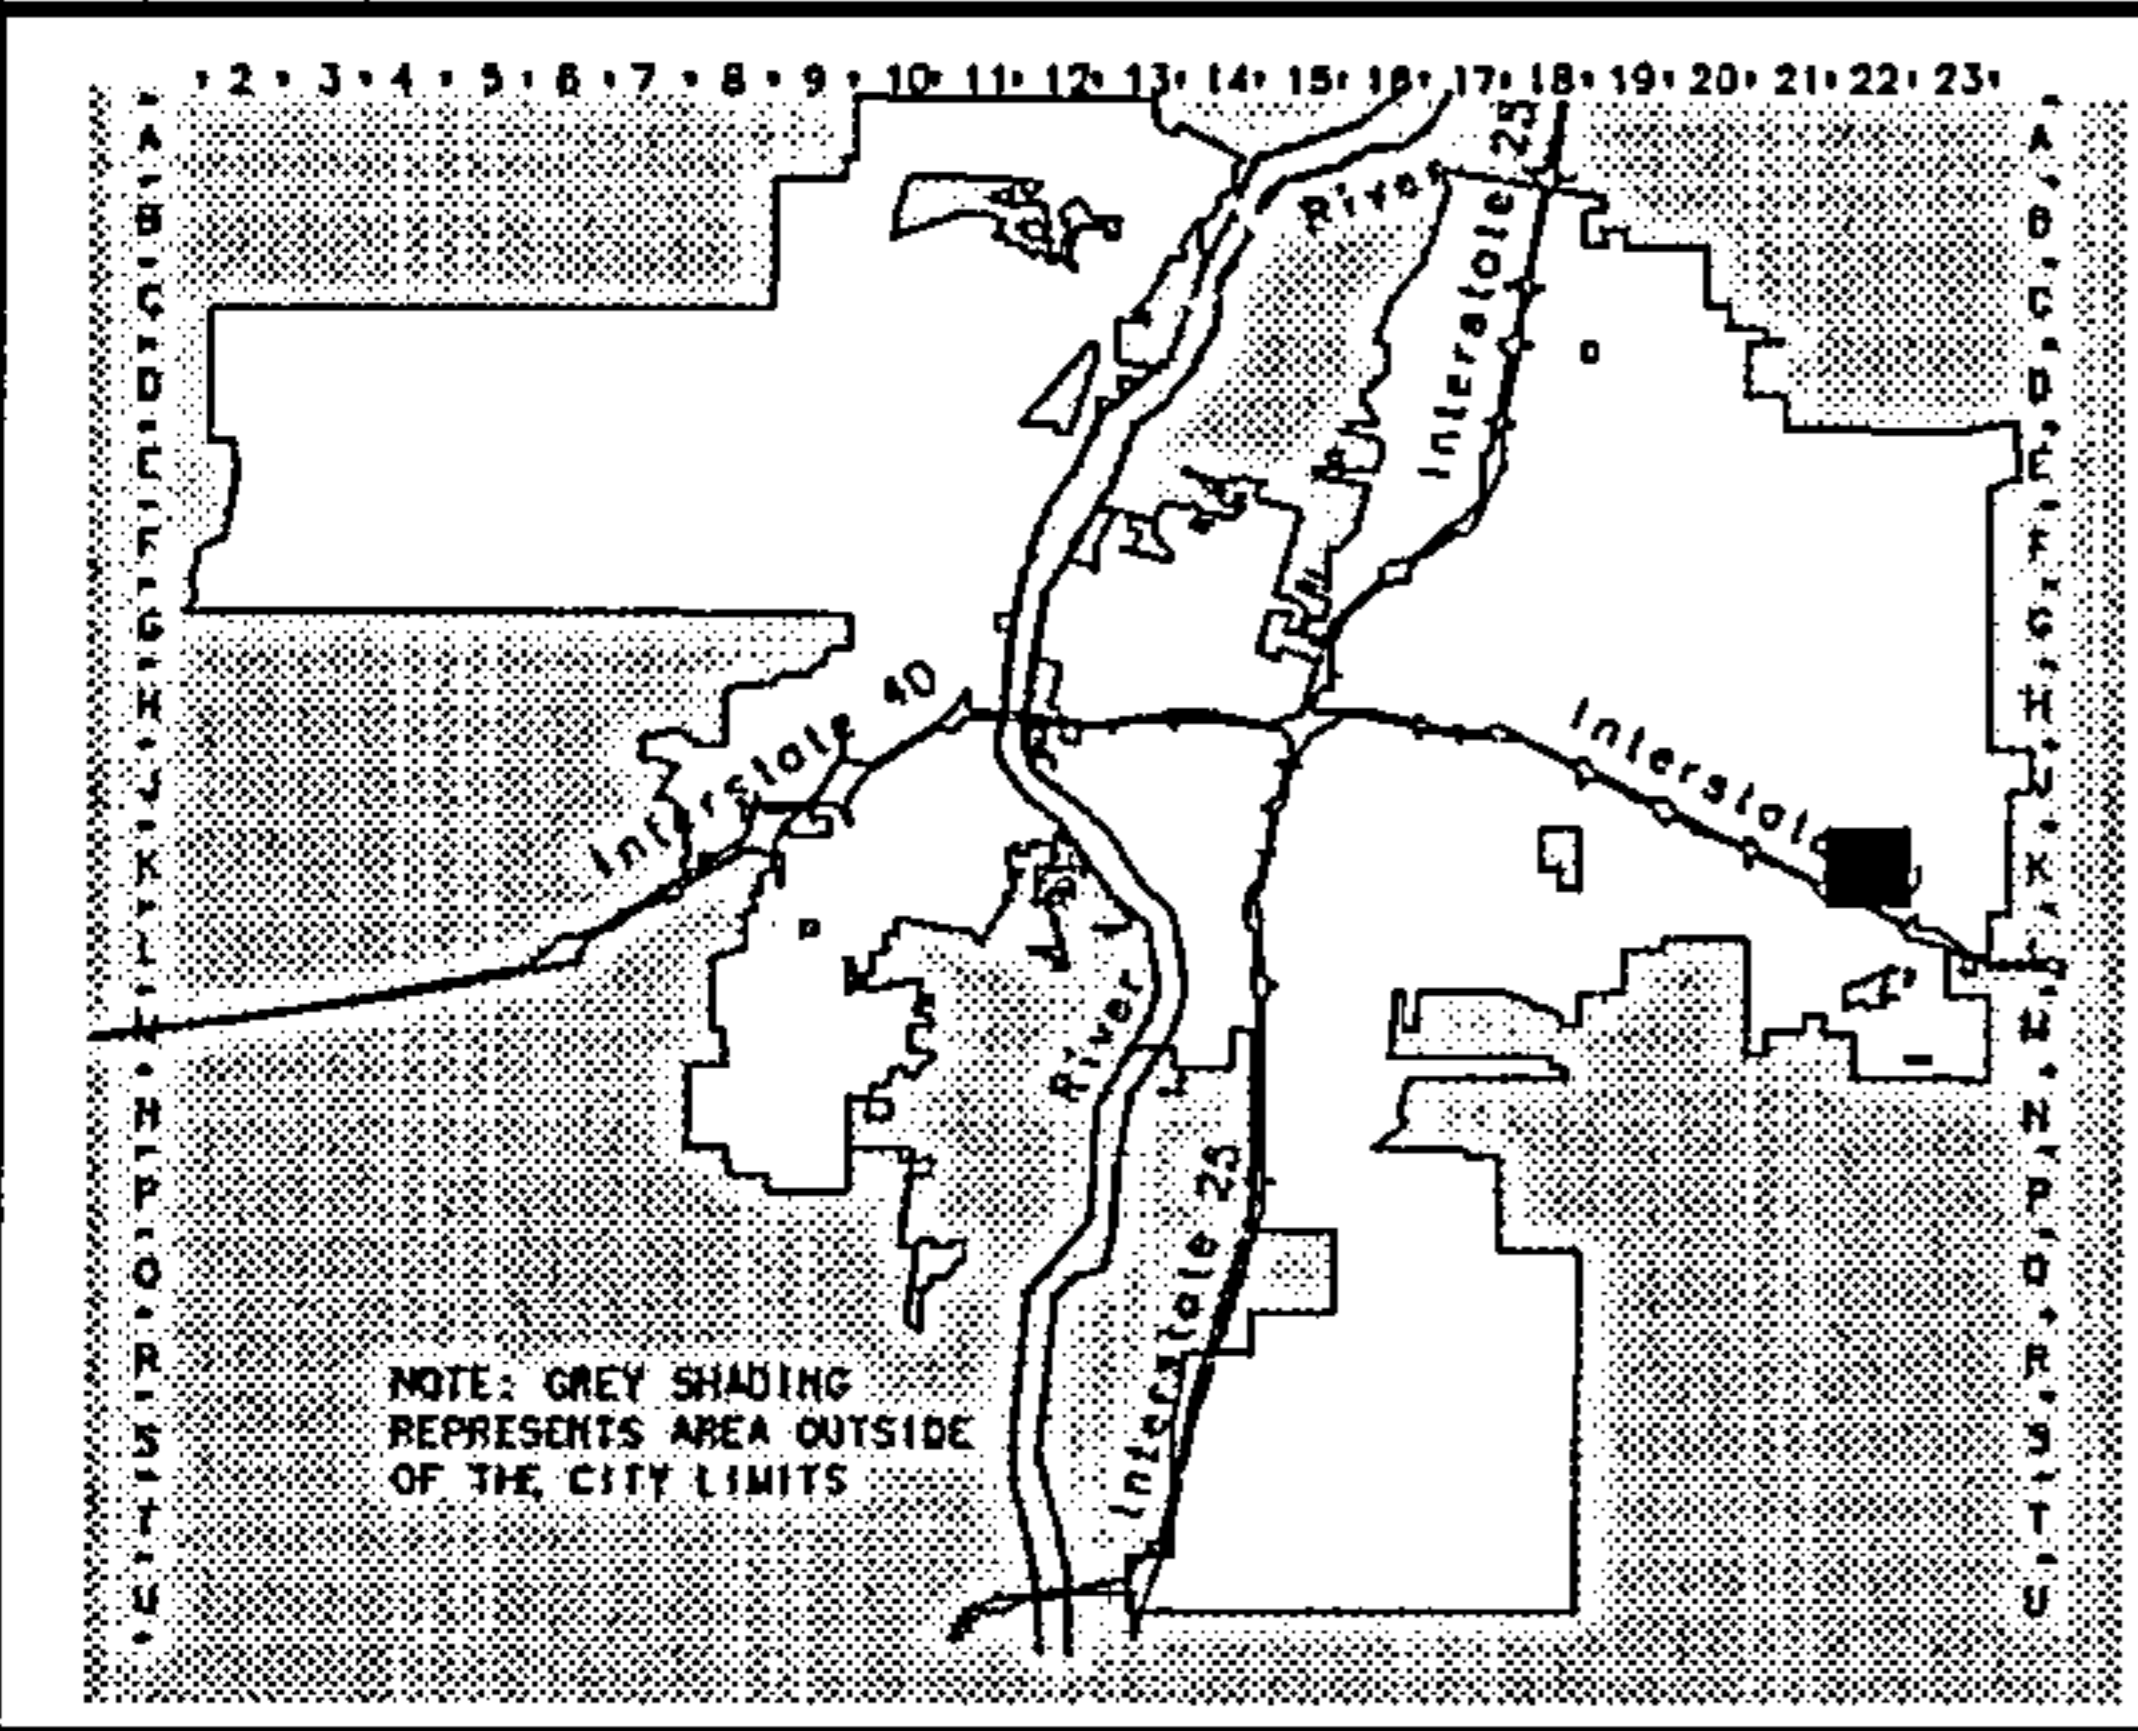 2 3 4 5 6 7 8 9 10 11 12 13 14 15 16 17 18 19 20 21 22 23
A A
B B
C C
D D
E E
F F
G G
H H
J J
K K
L L
M M
N N
P P
Q Q
R R
S S
T T
U U
River
Interstate 25
Interstate 40
Interstate
River
Interstate 25
NOTE: GREY SHADING
REPRESENTS AREA OUTSIDE
OF THE CITY LIMITS